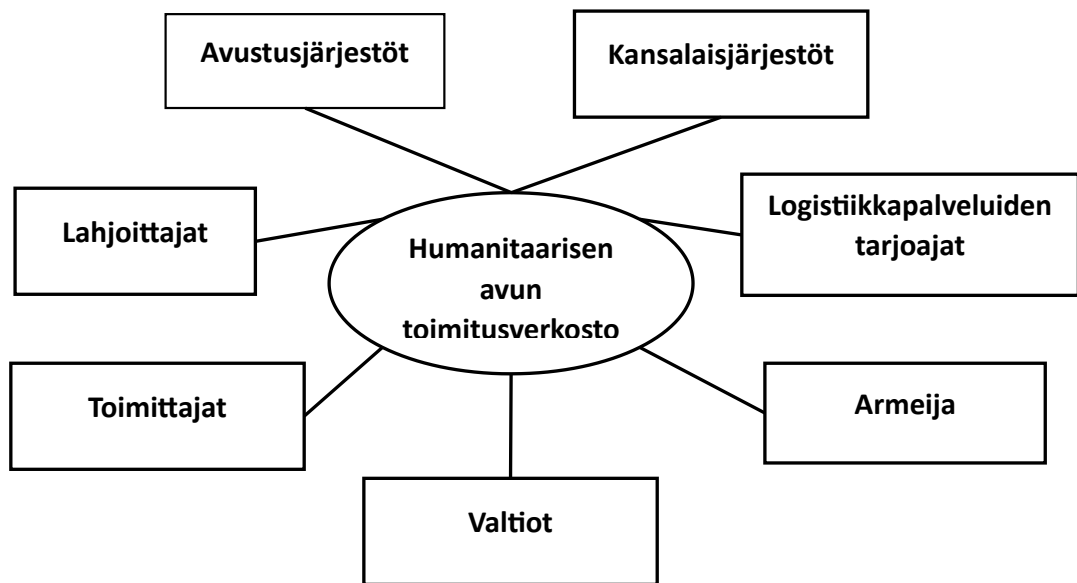 Avustusjärjestöt
Kansalaisjärjestöt
Lahjoittajat
Logistiikkapalveluiden
tarjoajat
Humanitaarisen
avun
toimitusverkosto
Toimittajat
Armeija
Valtiot